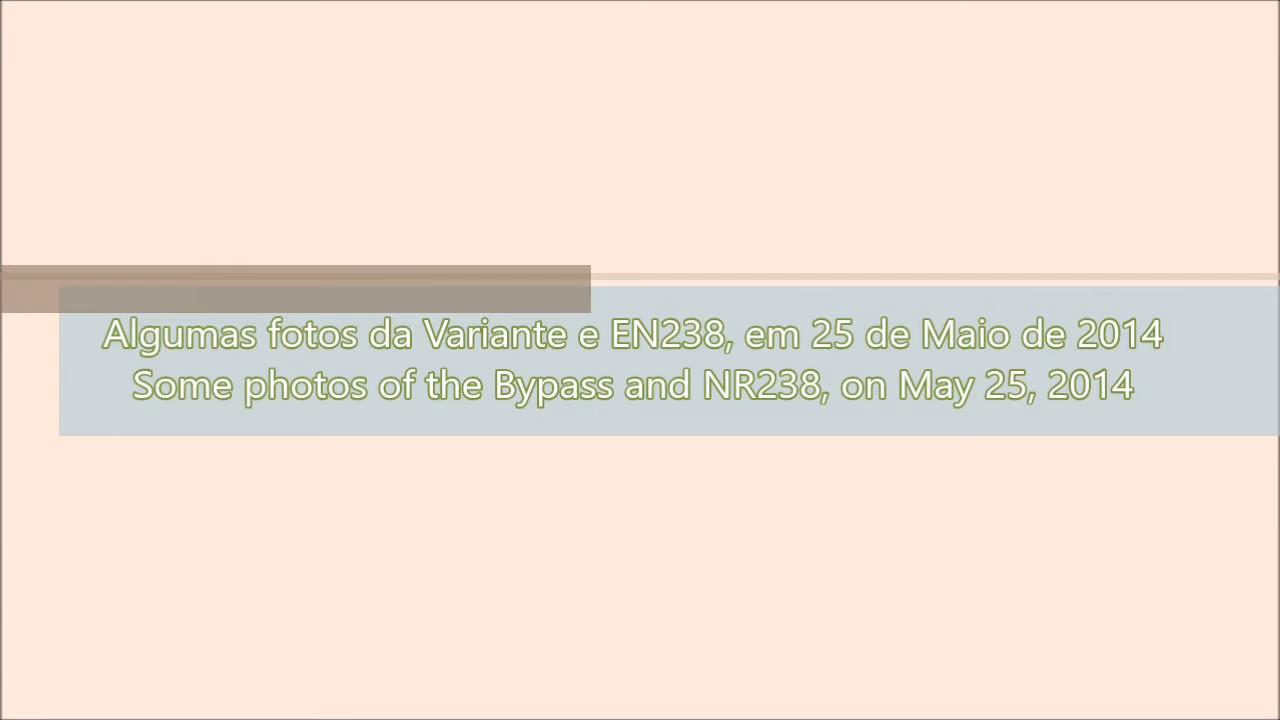 Algumas fotos da Variante e EN238, em 25 de Maio de 2014
Some photos of the Bypass and NR238, on May 25, 2014